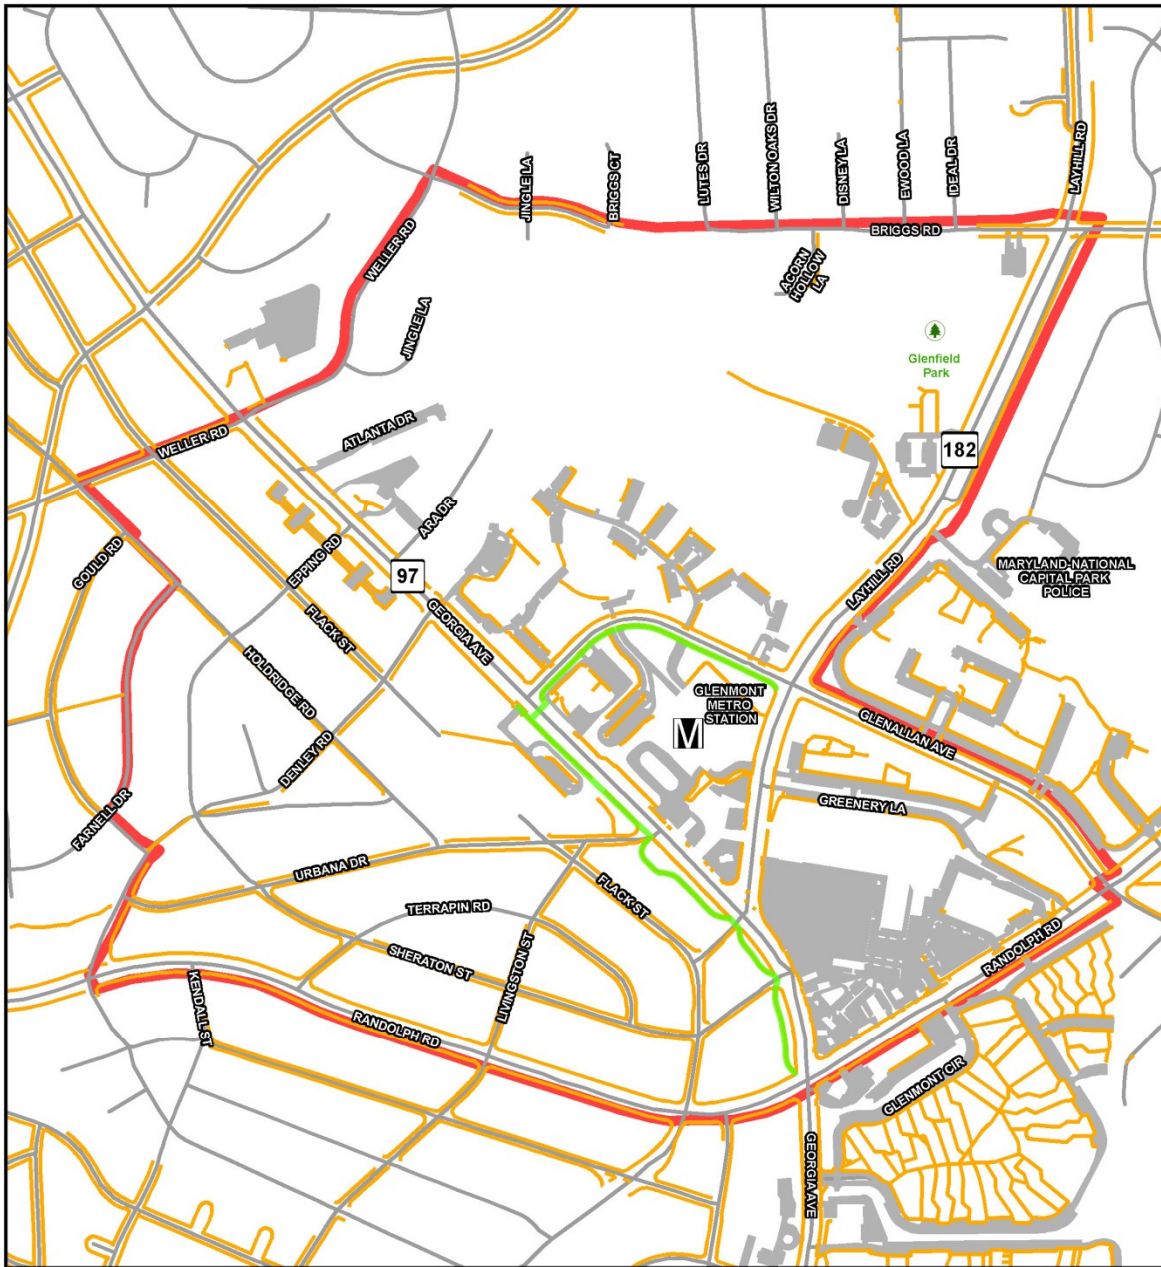 LAYHILL RD
JINGLE LA
BRIGGS CT
LUTES DR
WILTON OAKS DR
DISNEY LA
EWOOD LA
IDEAL DR
WELLER RD
BRIGGS RD
ACORN
HOLLOW
LA
JINGLE LA
Glenfield
Park
WELLER RD
ATLANTA DR
182
ARA DR
GOULD RD
EPPING RD
97
LAYHILL RD
MARYLAND-NATIONAL
CAPITAL PARK
POLICE
FLACK ST
GEORGIA AVE
HOLDRIDGE RD
GLENMONT
METRO
STATION
M
GLENALLAN AVE
DENLEY RD
FARNELL DR
GREENERY LA
URBANA DR
FLACK ST
TERRAPIN RD
SHERATON ST
LIVINGSTON ST
RANDOLPH RD
KENDALL ST
RANDOLPH RD
GLENMONT CIR
GEORGIA AVE